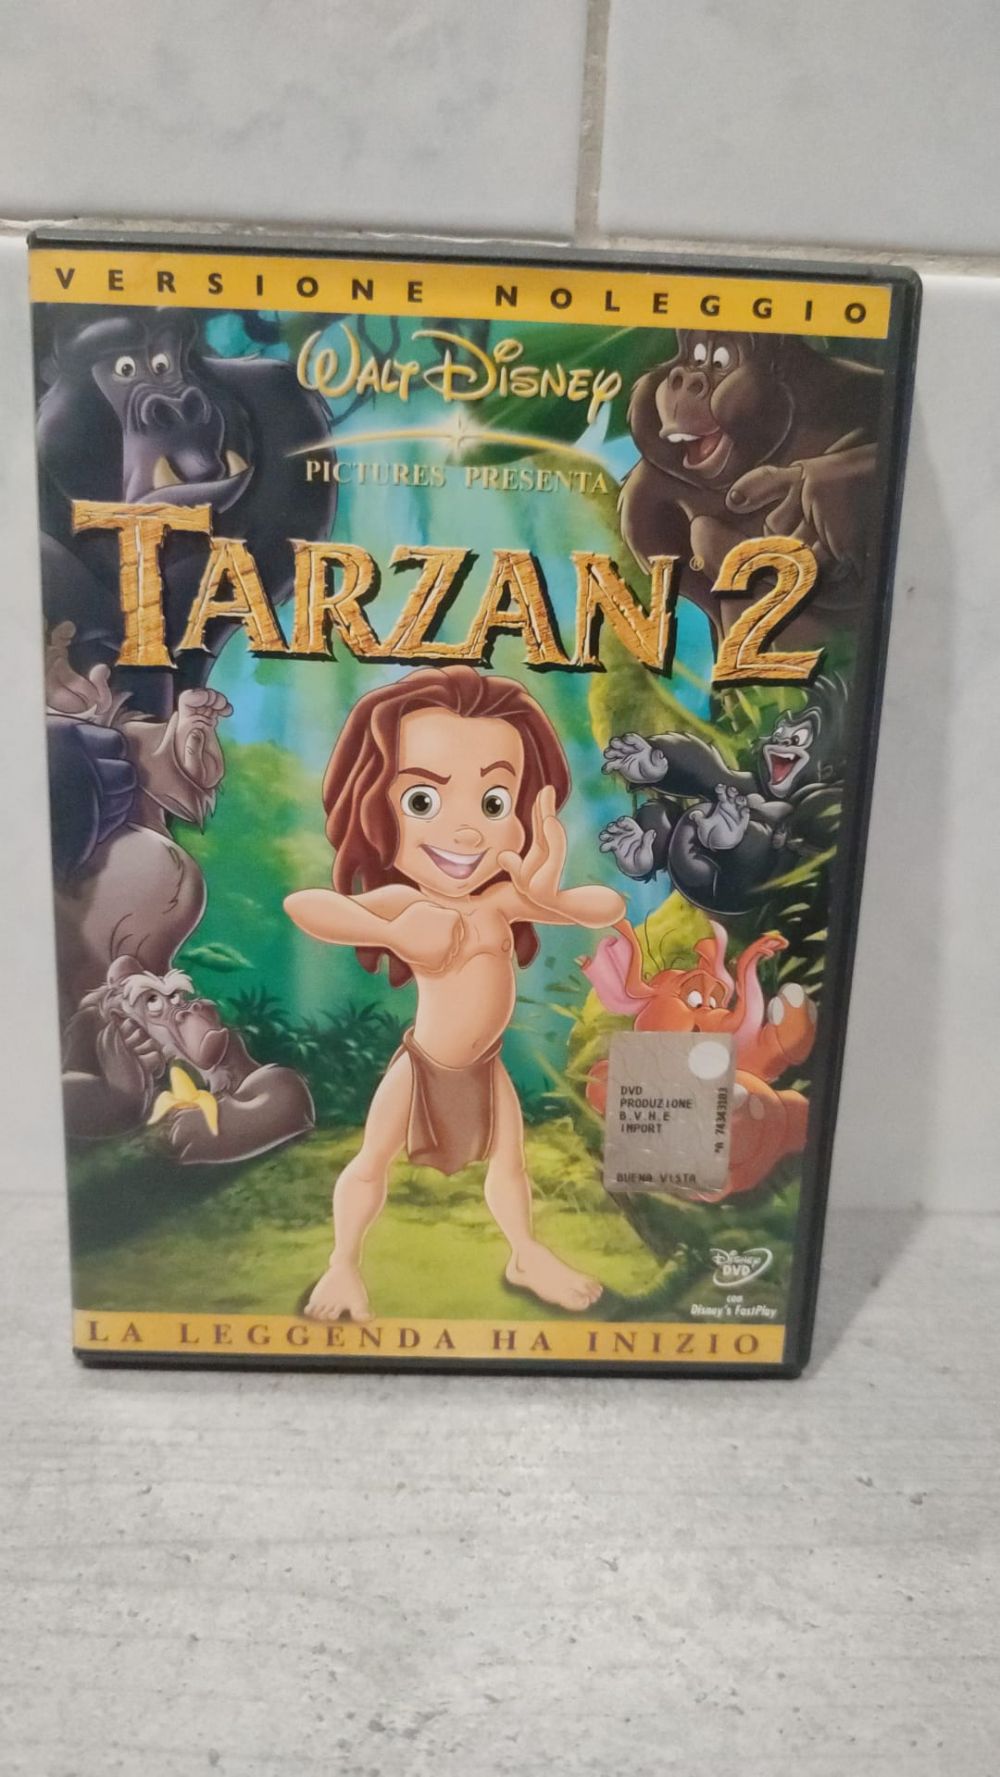 VERSIONE NOLEGGIO
WALT DISNEY
PICTURES PRESENTA
TARZAN® 2
DVD
PRODUZIONE
B.V.H.E
IMPORT
BUENA VISTA
Disney
DVD
con
Disney's FastPlay
LA LEGGENDA HA INIZIO